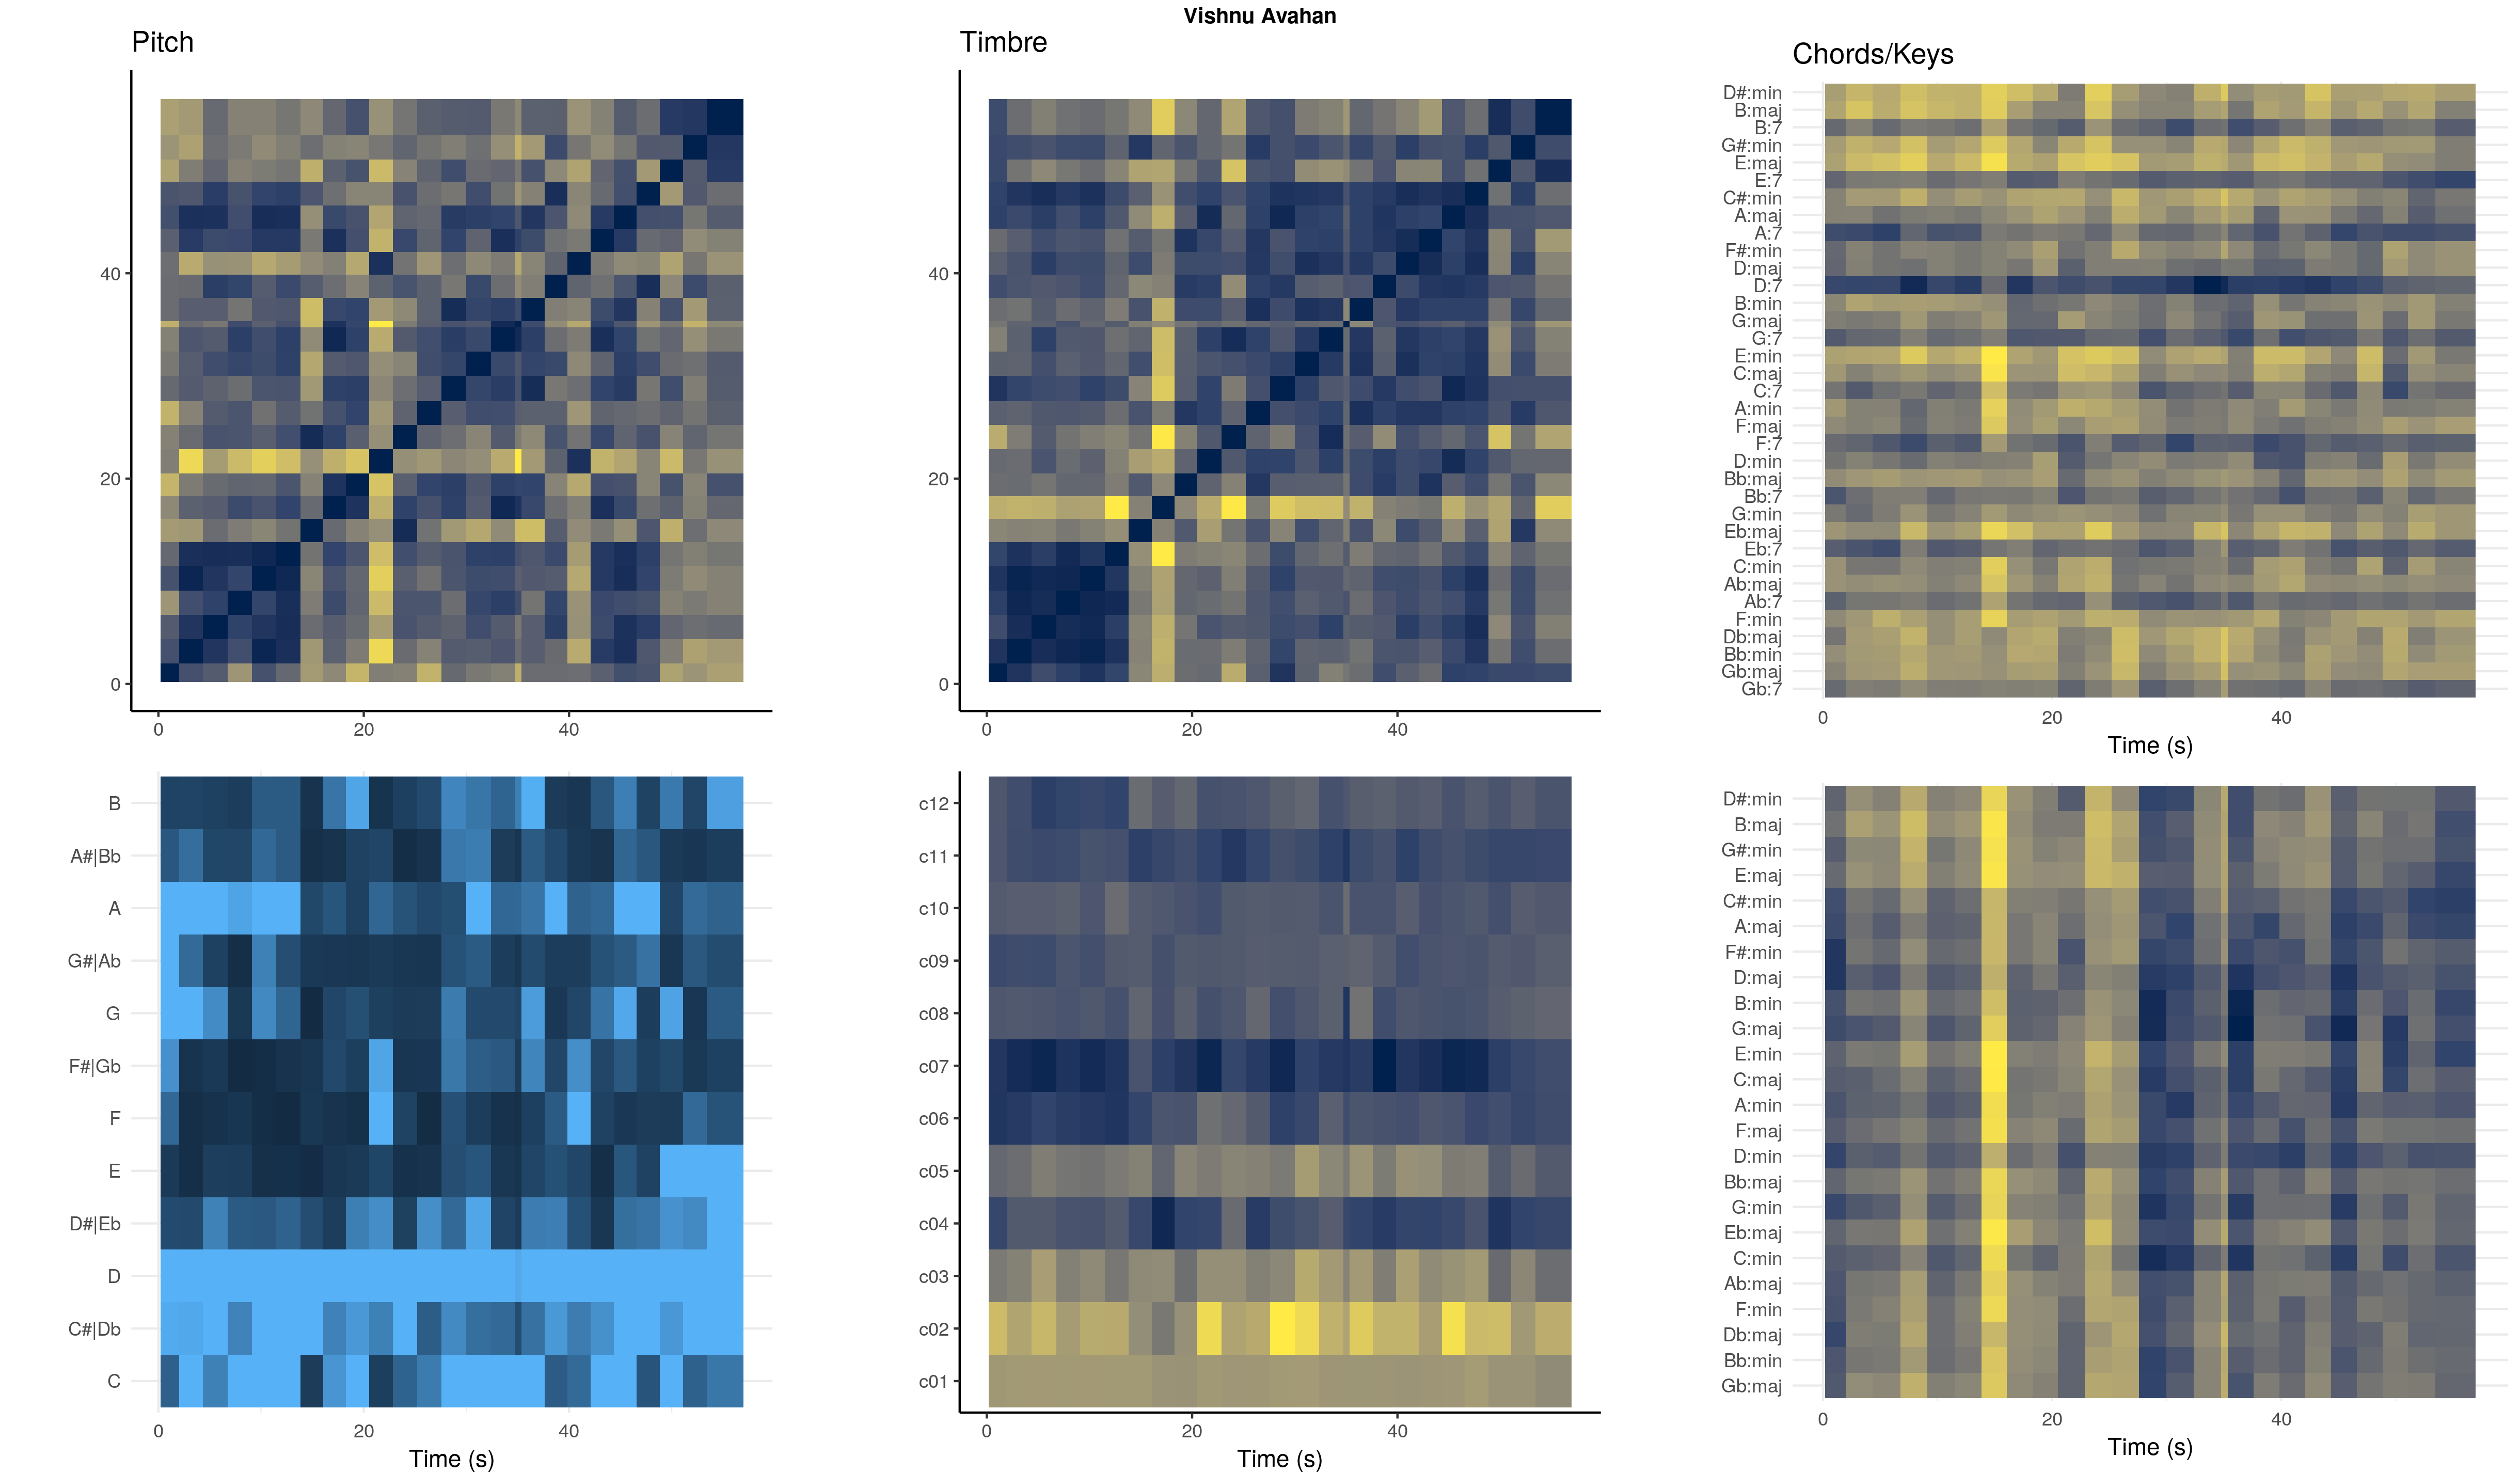 Vishnu Avahan
Pitch
40
20
0
0 20 40
Timbre
40
20
0
0 20 40
Chords/Keys
D#:min
B:maj
B:7
G#:min
E:maj
E:7
C#:min
A:maj
A:7
F#:min
D:maj
D:7
B:min
G:maj
G:7
E:min
C:maj
C:7
A:min
F:maj
F:7
D:min
Bb:maj
Bb:7
G:min
Eb:maj
Eb:7
C:min
Ab:maj
Ab:7
F:min
Db:maj
Bb:min
Gb:maj
Gb:7
0 20 40
Time (s)
B
A#|Bb
A
G#|Ab
G
F#|Gb
F
E
D#|Eb
D
C#|Db
C
0 20 40
Time (s)
c12
c11
c10
c09
c08
c07
c06
c05
c04
c03
c02
c01
0 20 40
Time (s)
D#:min
B:maj
G#:min
E:maj
C#:min
A:maj
F#:min
D:maj
B:min
G:maj
E:min
C:maj
A:min
F:maj
D:min
Bb:maj
G:min
Eb:maj
C:min
Ab:maj
F:min
Db:maj
Bb:min
Gb:maj
0 20 40
Time (s)